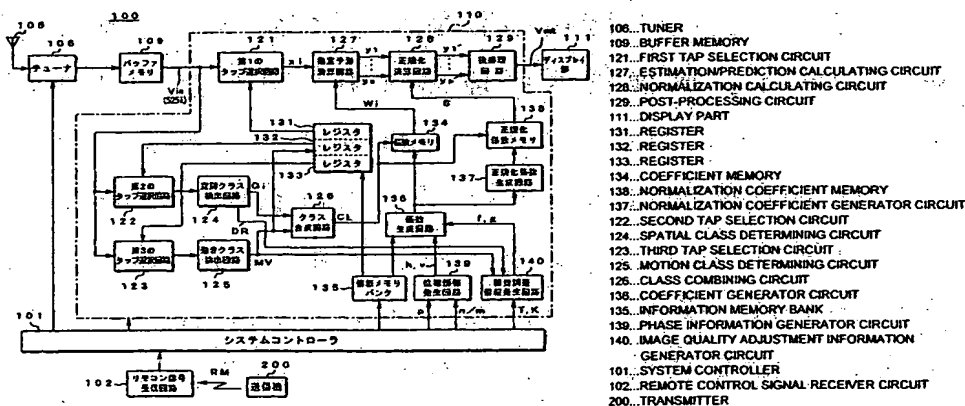 100
110
106
106
109
121
127
128
129
Vout
111
チューナ
バッファ
メモリ
第1の
タップ選択回路
xi
推定予測
演算回路
y1
正規化
演算回路
後処理
回路
ディスプレイ
部
Vin
(525i)
Wi
S
131
132
133
レジスタ
レジスタ
レジスタ
134
係数メモリ
138
正規化
係数メモリ
第2の
タップ選択回路
122
空間クラス
検出回路
124
Qi
DR
126
クラス
合成回路
CL
136
係数
生成回路
137
正規化係数
生成回路
f,g
第3の
タップ選択回路
123
動きクラス
検出回路
125
MV
135
情報メモリ
バンク
h,v
139
位相情報
発生回路
140
画質調整
情報発生回路
101
p
n/m
T,K
システムコントローラ
102
リモコン信号
受信回路
RM
200
送信機
106...TUNER
109...BUFFER MEMORY
121...FIRST TAP SELECTION CIRCUIT
127...ESTIMATION/PREDICTION CALCULATING CIRCUIT
128...NORMALIZATION CALCULATING CIRCUIT
129...POST-PROCESSING CIRCUIT
111...DISPLAY PART
131...REGISTER
132...REGISTER
133...REGISTER
134...COEFFICIENT MEMORY
138...NORMALIZATION COEFFICIENT MEMORY
137...NORMALIZATION COEFFICIENT GENERATOR CIRCUIT
122...SECOND TAP SELECTION CIRCUIT
124...SPATIAL CLASS DETERMINING CIRCUIT
123...THIRD TAP SELECTION CIRCUIT
125...MOTION CLASS DETERMINING CIRCUIT
126...CLASS COMBINING CIRCUIT
136...COEFFICIENT GENERATOR CIRCUIT
135...INFORMATION MEMORY BANK
139...PHASE INFORMATION GENERATOR CIRCUIT
140...IMAGE QUALITY ADJUSTMENT INFORMATION
GENERATOR CIRCUIT
101...SYSTEM CONTROLLER
102...REMOTE CONTROL SIGNAL RECEIVER CIRCUIT
200...TRANSMITTER